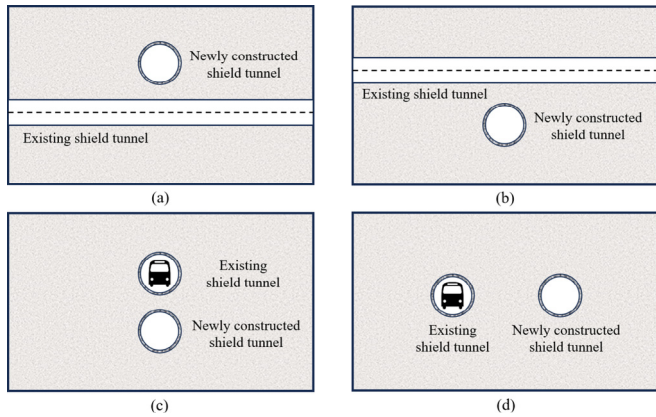 Newly constructed
shield tunnel
Existing shield tunnel
(a)
Existing shield tunnel
Newly constructed
shield tunnel
(b)
Existing
shield tunnel
Newly constructed
shield tunnel
(c)
Existing
shield tunnel
Newly constructed
shield tunnel
(d)